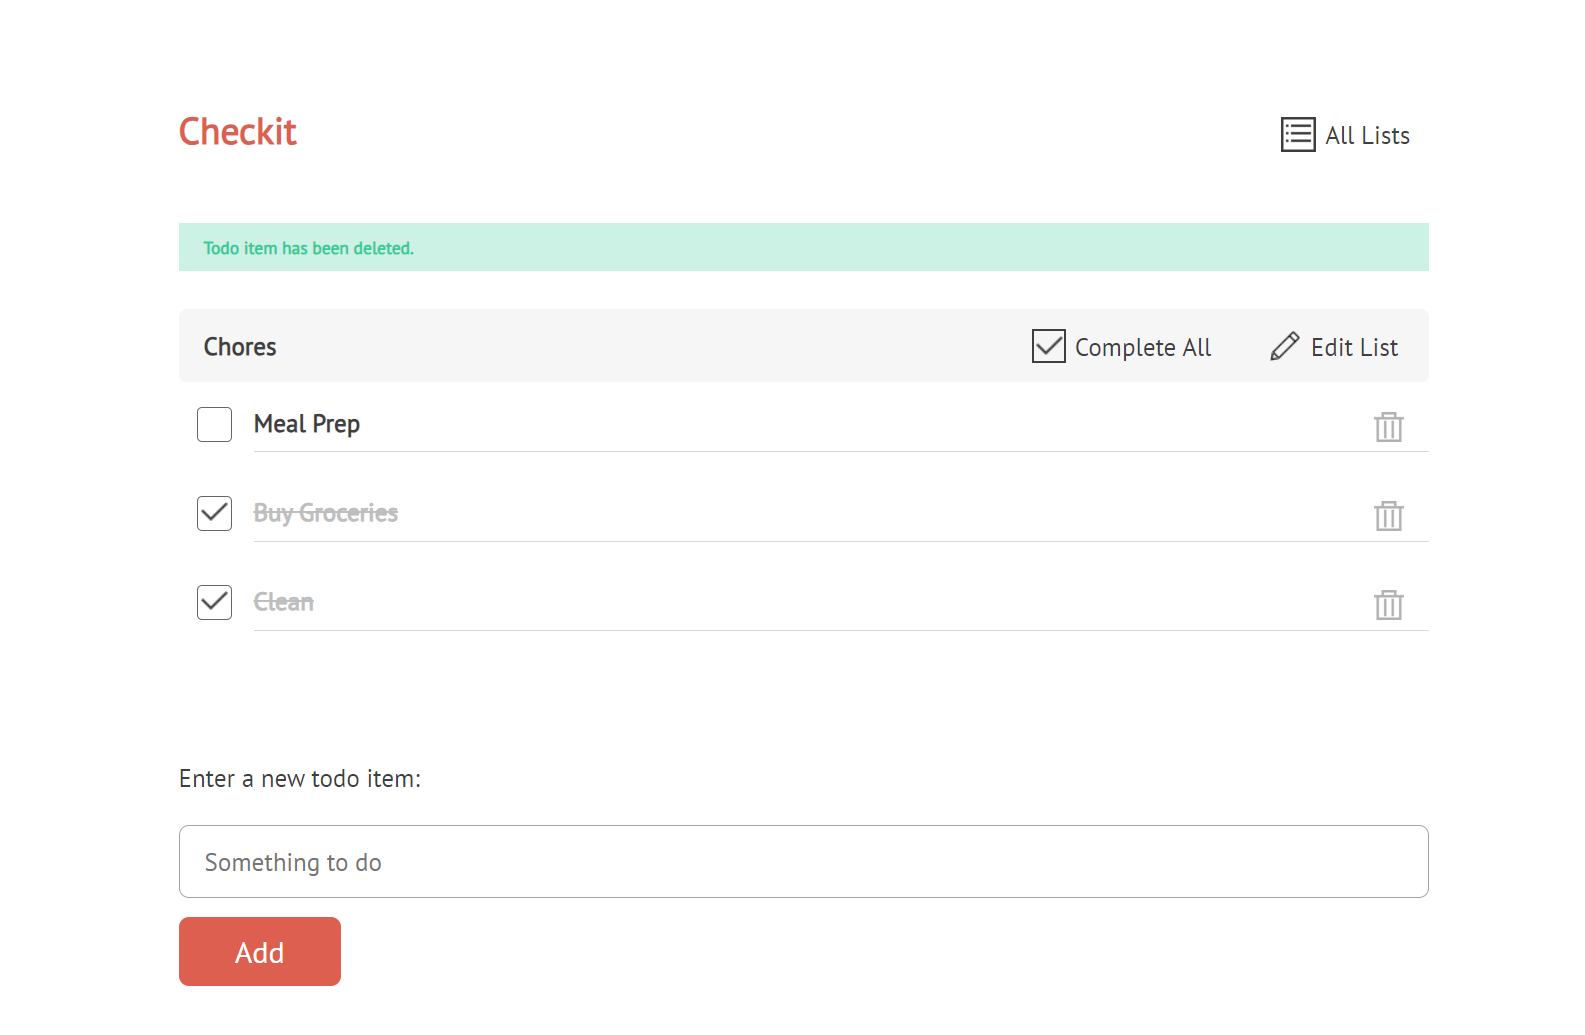 Checkit
All Lists
Todo item has been deleted.
Chores
Complete All
Edit List
Meal Prep
Buy Groceries
Clean
Enter a new todo item:
Something to do
Add